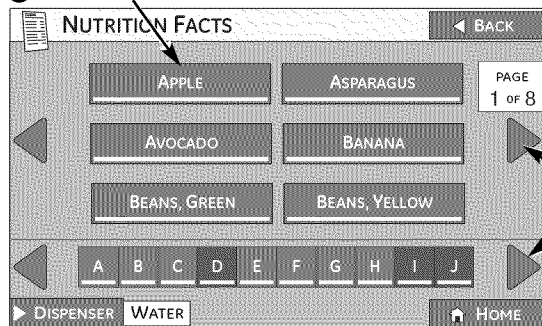 NUTRITION FACTS
BACK
APPLE
ASPARAGUS
PAGE
1 OF 8
AVOCADO
BANANA
BEANS, GREEN
BEANS, YELLOW
A B C D E F G H I J
DISPENSER WATER
HOME